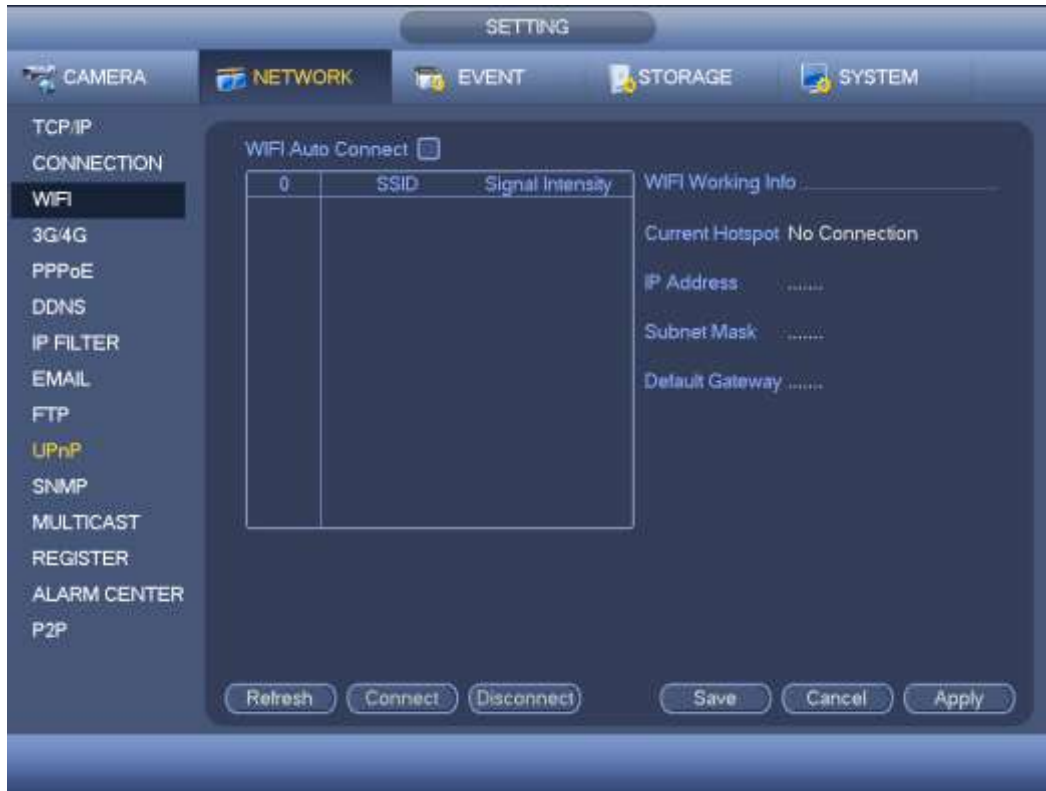 SETTING
CAMERA NETWORK EVENT STORAGE SYSTEM
TCP/IP
CONNECTION
WIFI
3G/4G
PPPoE
DDNS
IP FILTER
EMAIL
FTP
UPnP
SNMP
MULTICAST
REGISTER
ALARM CENTER
P2P
WIFI Auto Connect
0 SSID Signal Intensity
WIFI Working Info
Current Hotspot No Connection
IP Address .......
Subnet Mask .......
Default Gateway .......
Refresh Connect Disconnect Save Cancel Apply